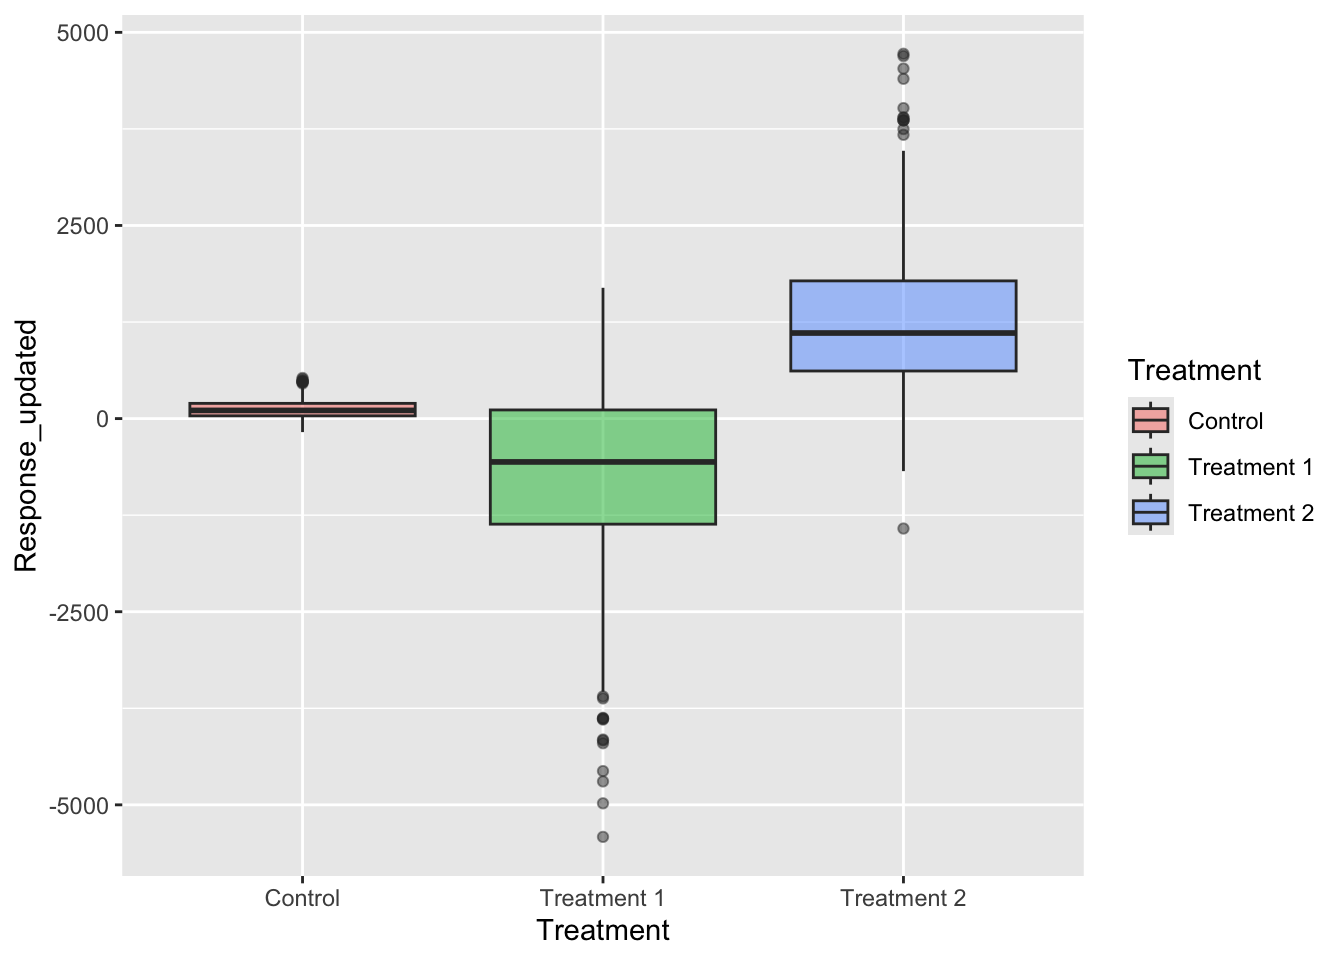 Response_updated
5000
2500
0
-2500
-5000
Control
Treatment 1
Treatment 2
Treatment
Treatment
Control
Treatment 1
Treatment 2